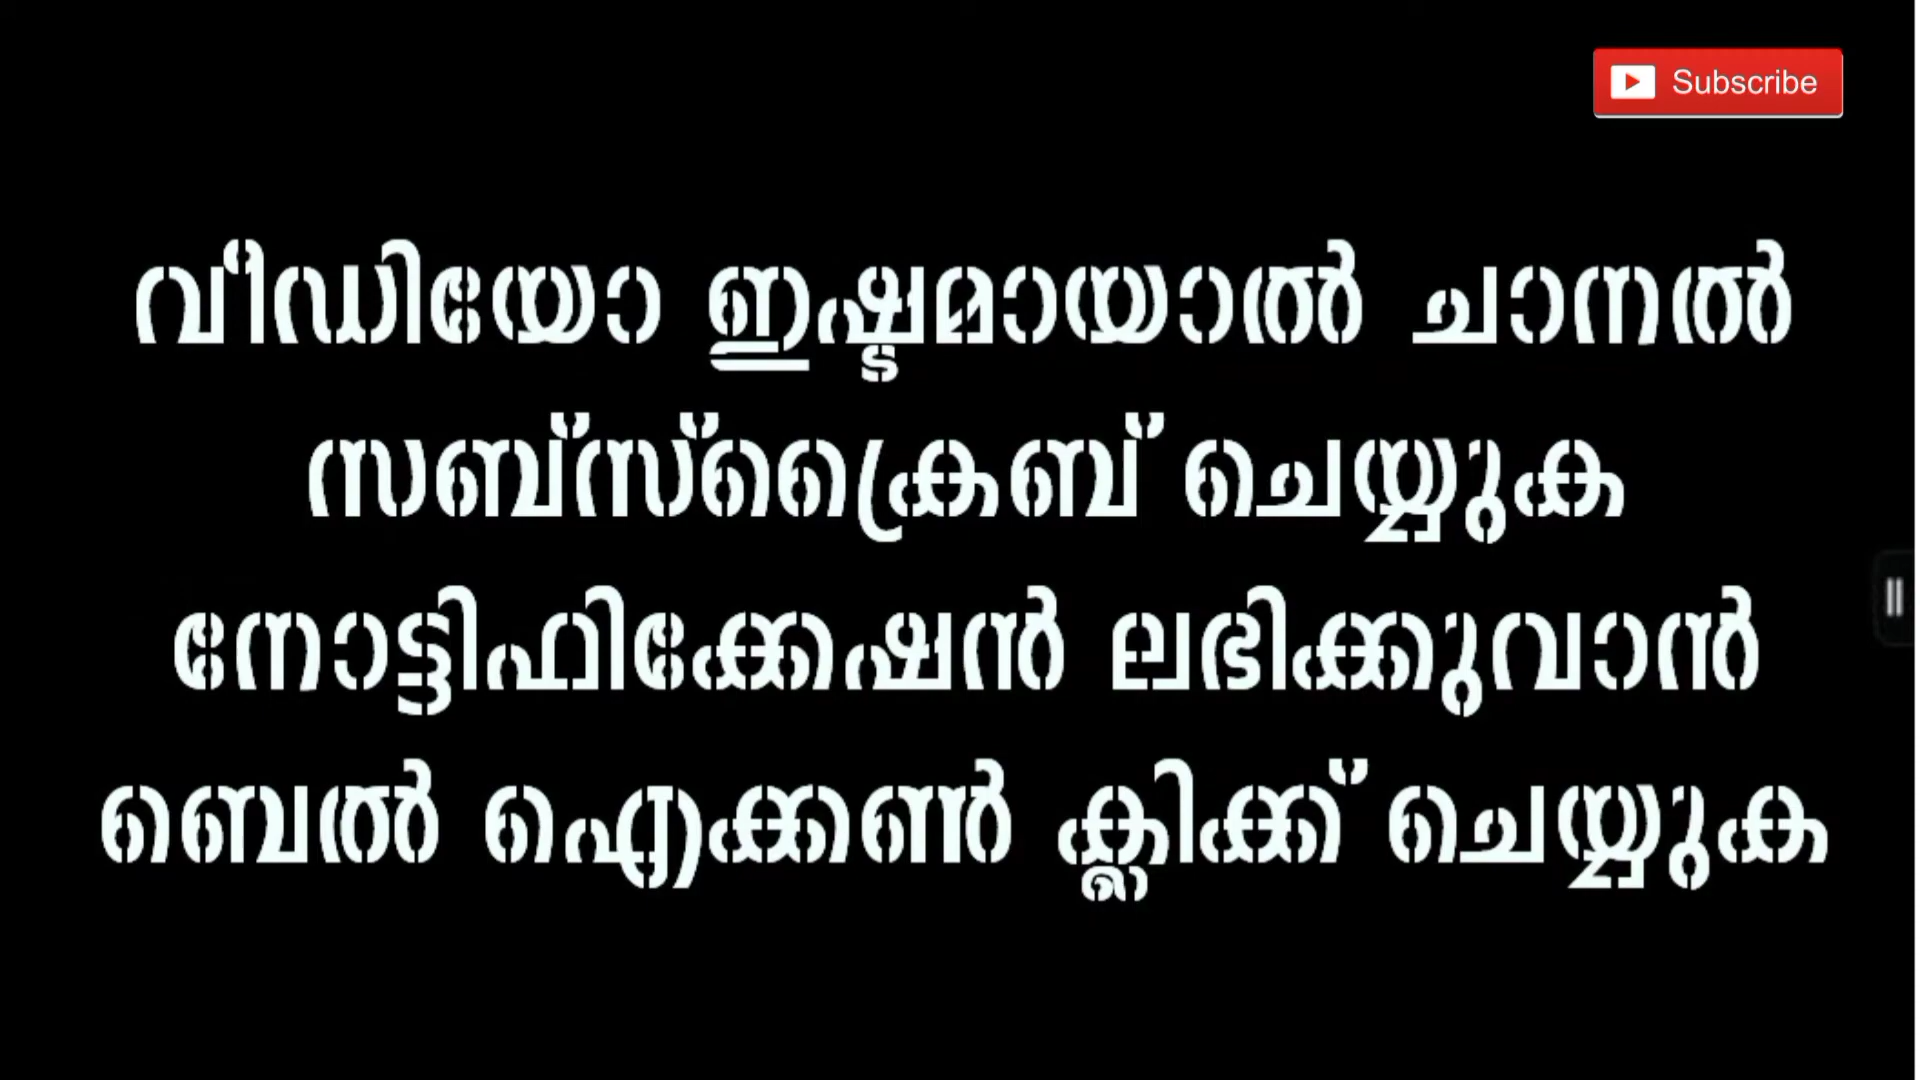 Subscribe
വീഡിയോ ഇഷ്ടമായാൽ ചാനൽ
സബ്സ്ക്രൈബ് ചെയ്യുക
നോട്ടിഫിക്കേഷൻ ലഭിക്കുവാൻ
ബെൽ ഐക്കൺ ക്ലിക്ക് ചെയ്യുക